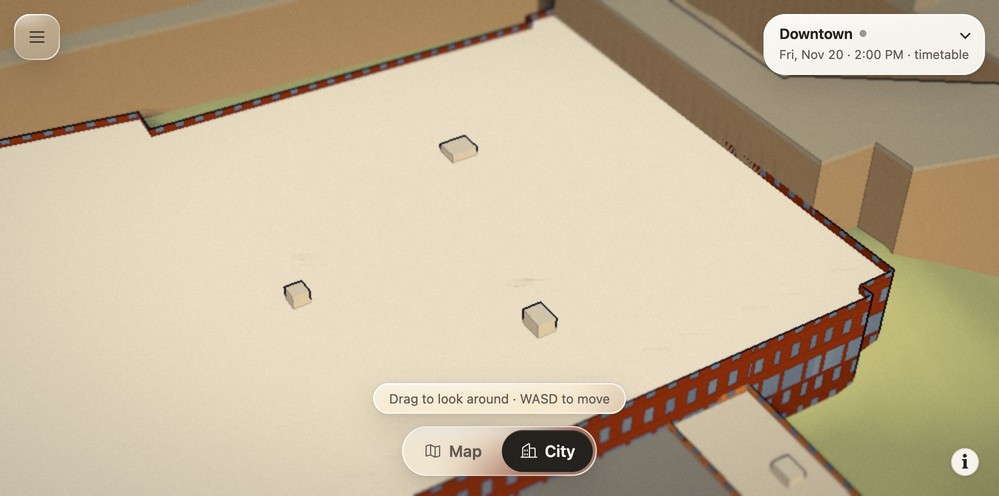 Downtown
Fri, Nov 20 · 2:00 PM · timetable
Drag to look around · WASD to move
Map
City
i